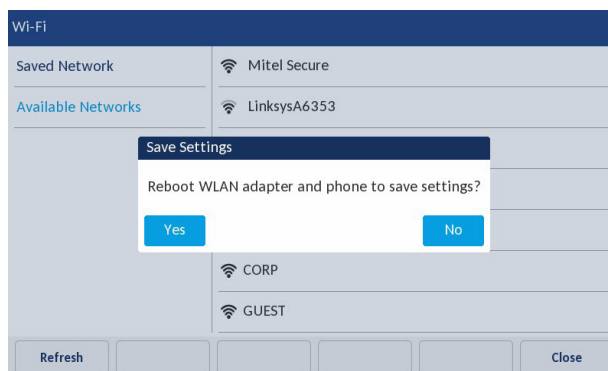 Wi-Fi
Saved Network
Mitel Secure
Available Networks
LinksysA6353
Save Settings
Reboot WLAN adapter and phone to save settings?
Yes
No
CORP
GUEST
Refresh
Close